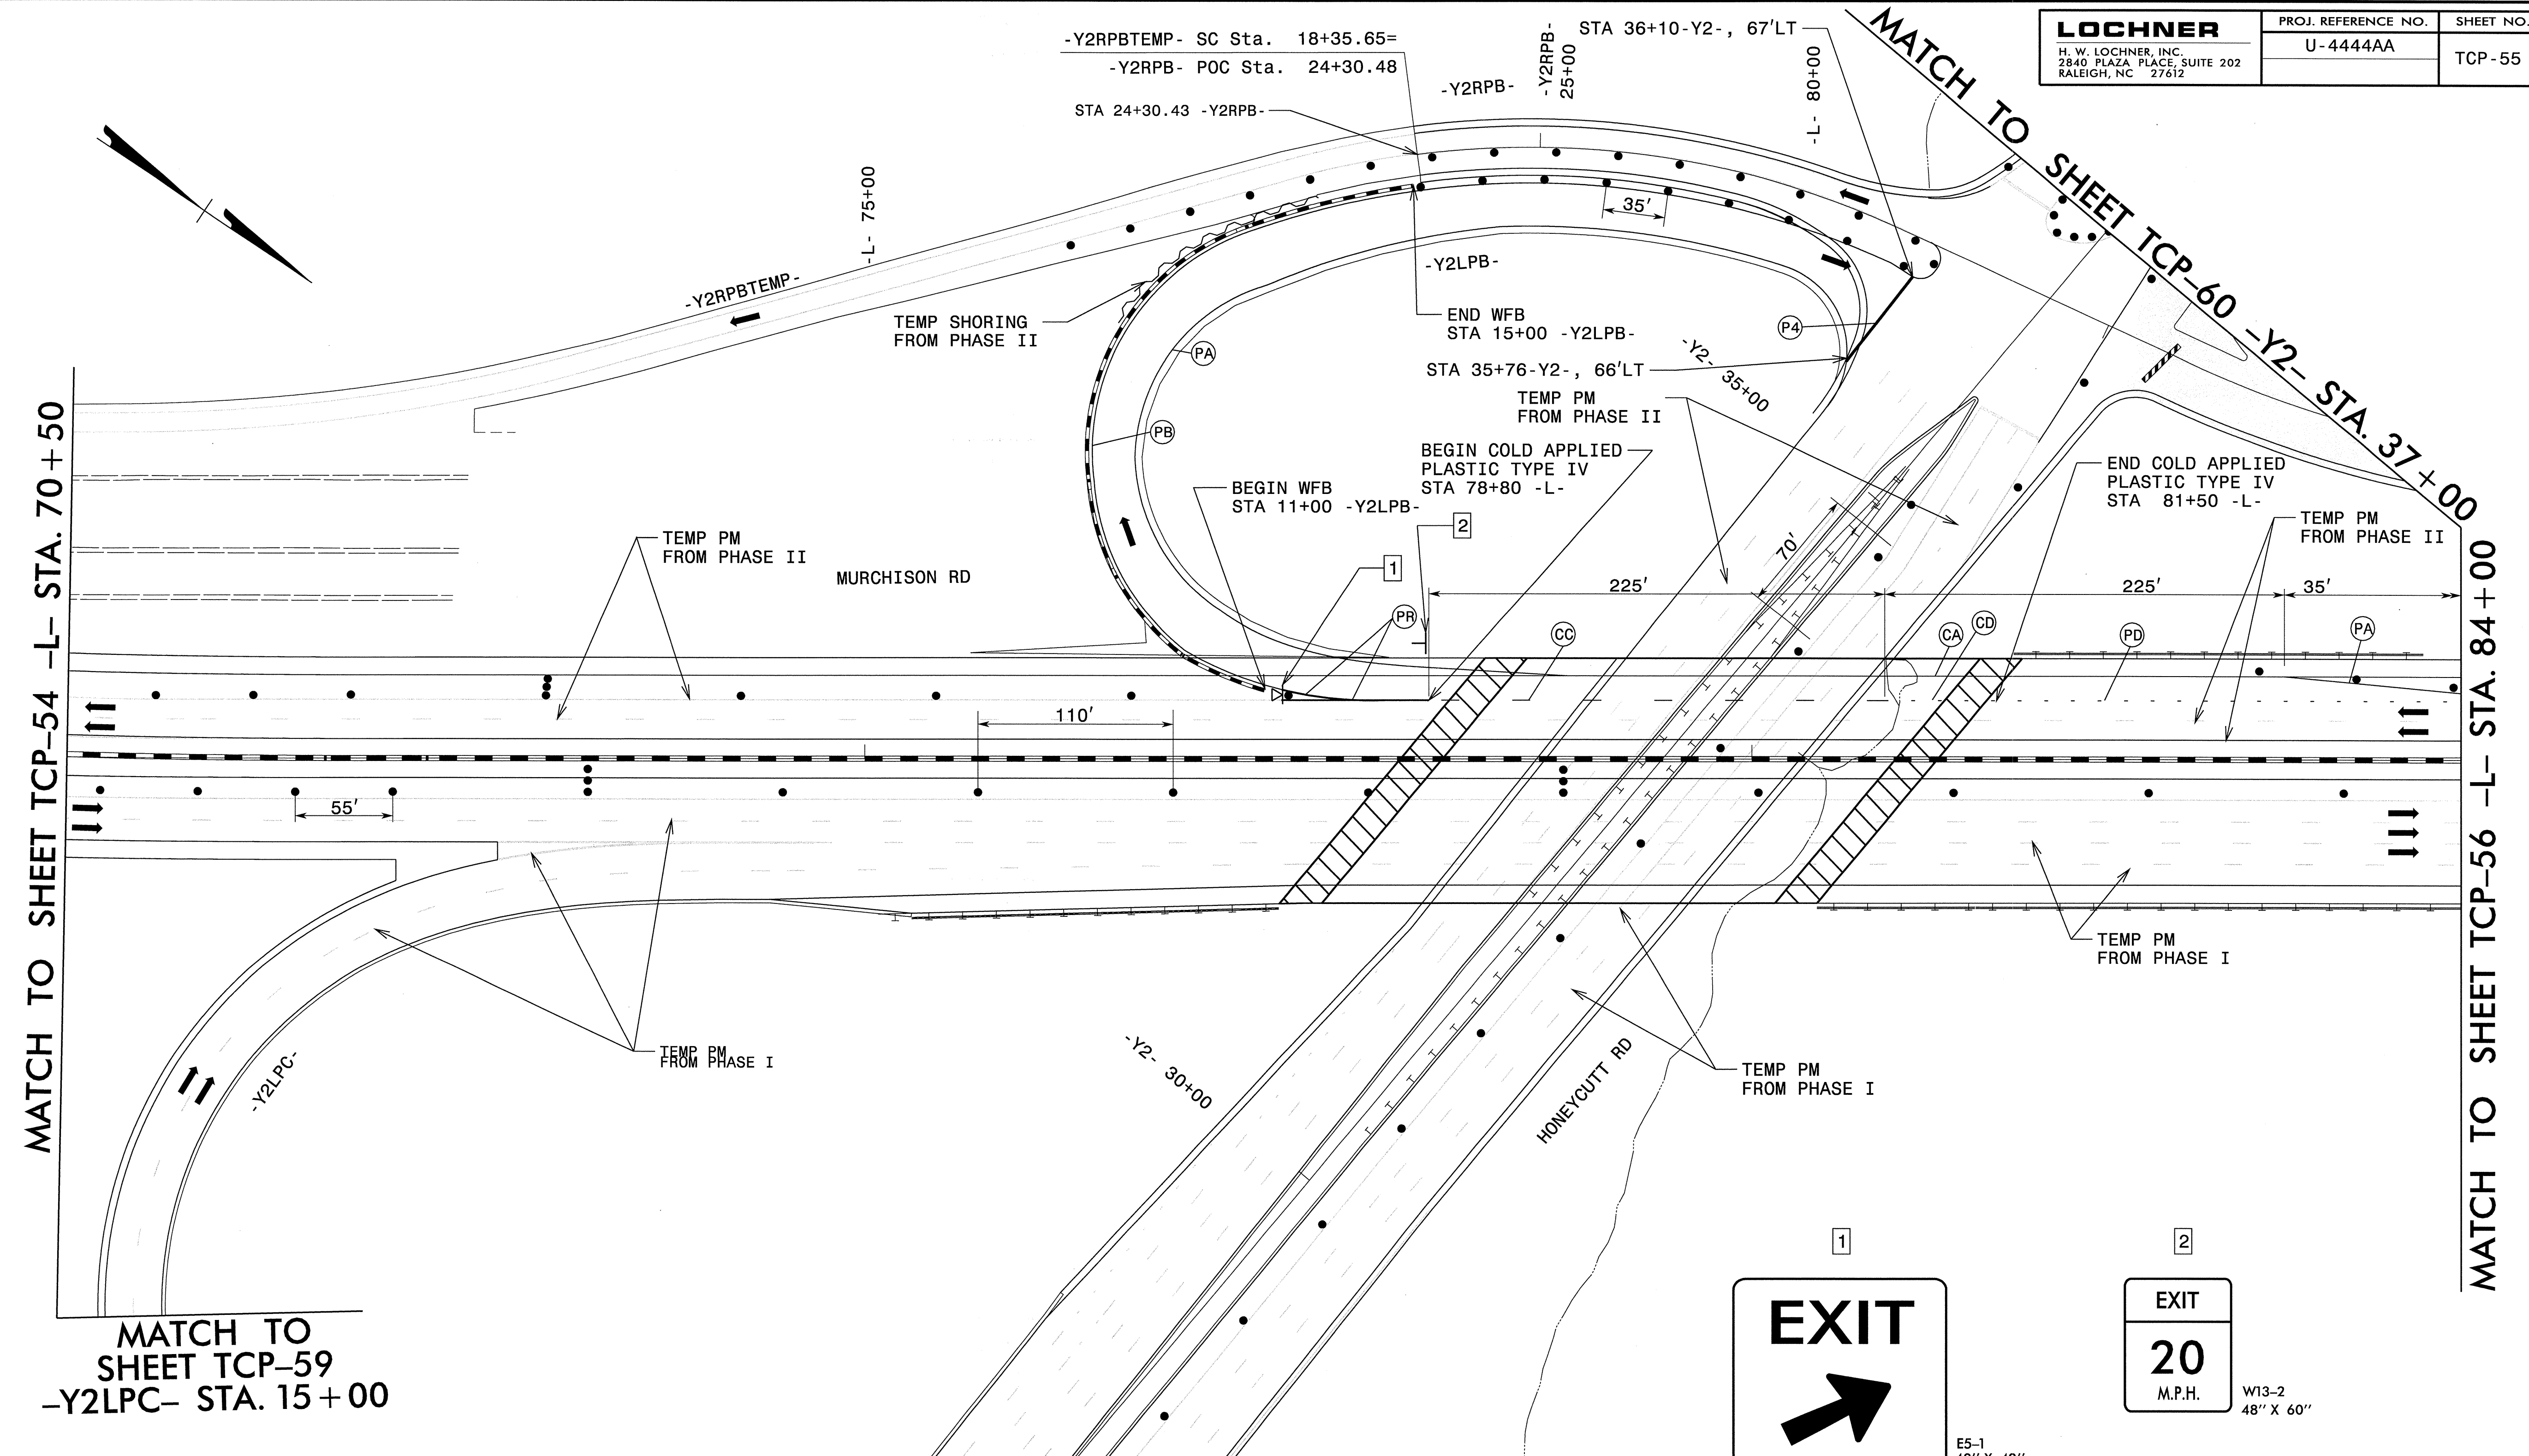 -Y2RPBTEMP- SC Sta. 18+35.65=
-Y2RPB- POC Sta. 24+30.48
STA 24+30.43 -Y2RPB-
-Y2RPB-
-Y2RPB-
25+00
STA 36+10-Y2-, 67'LT
-L- 80+00
MATCH TO SHEET TCP-60 -Y2- STA. 37+00
LOCHNER
H. W. LOCHNER, INC.
2840 PLAZA PLACE, SUITE 202
RALEIGH, NC 27612
PROJ. REFERENCE NO.
U-4444AA
SHEET NO.
TCP-55
-L- 75+00
35'
-Y2RPBTEMP-
-Y2LPB-
TEMP SHORING
FROM PHASE II
END WFB
STA 15+00 -Y2LPB-
P4
PA
STA 35+76-Y2-, 66'LT
-Y2- 35+00
TEMP PM
FROM PHASE II
PB
BEGIN COLD APPLIED
PLASTIC TYPE IV
STA 78+80 -L-
END COLD APPLIED
PLASTIC TYPE IV
STA 81+50 -L-
BEGIN WFB
STA 11+00 -Y2LPB-
2
TEMP PM
FROM PHASE II
TEMP PM
FROM PHASE II
MURCHISON RD
1
70'
225'
225'
35'
PR
CC
CA
CD
PD
PA
110'
55'
MATCH TO SHEET TCP-54 -L- STA. 70+50
MATCH TO SHEET TCP-56 -L- STA. 84+00
TEMP PM
FROM PHASE I
TEMP PM
FROM PHASE I
TEMP PM
FROM PHASE I
-Y2LPC-
-Y2- 30+00
HONEYCUTT RD
MATCH TO
SHEET TCP-59
-Y2LPC- STA. 15+00
1
EXIT
E5-1
2
EXIT
20
M.P.H.
W13-2
48" X 60"